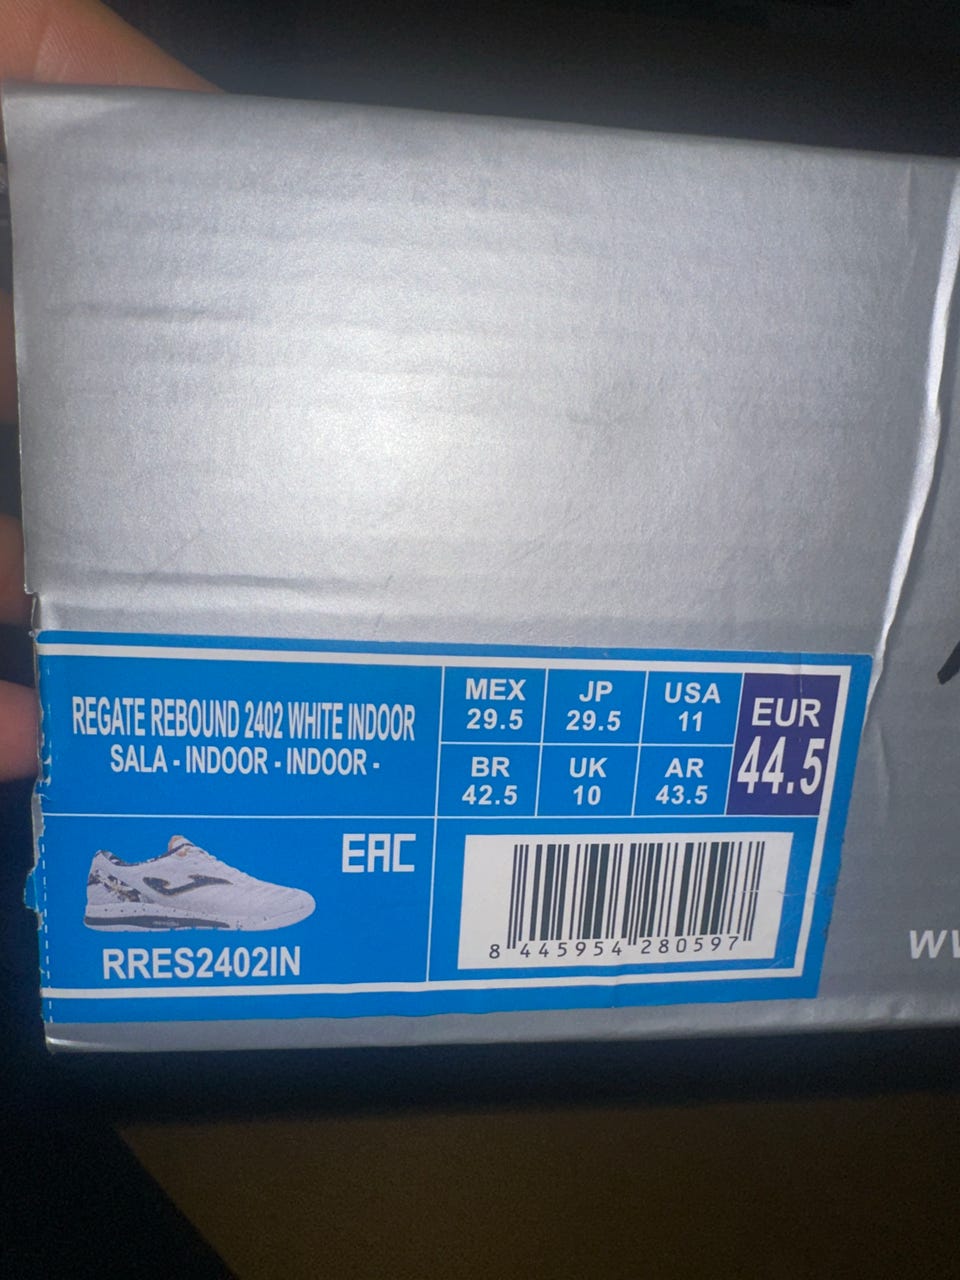 REGATE REBOUND 2402 WHITE INDOOR
SALA - INDOOR - INDOOR -
MEX
29.5
JP
29.5
USA
11
EUR
44.5
BR
42.5
UK
10
AR
43.5
EAC
RRES2402IN
8 445954 280597